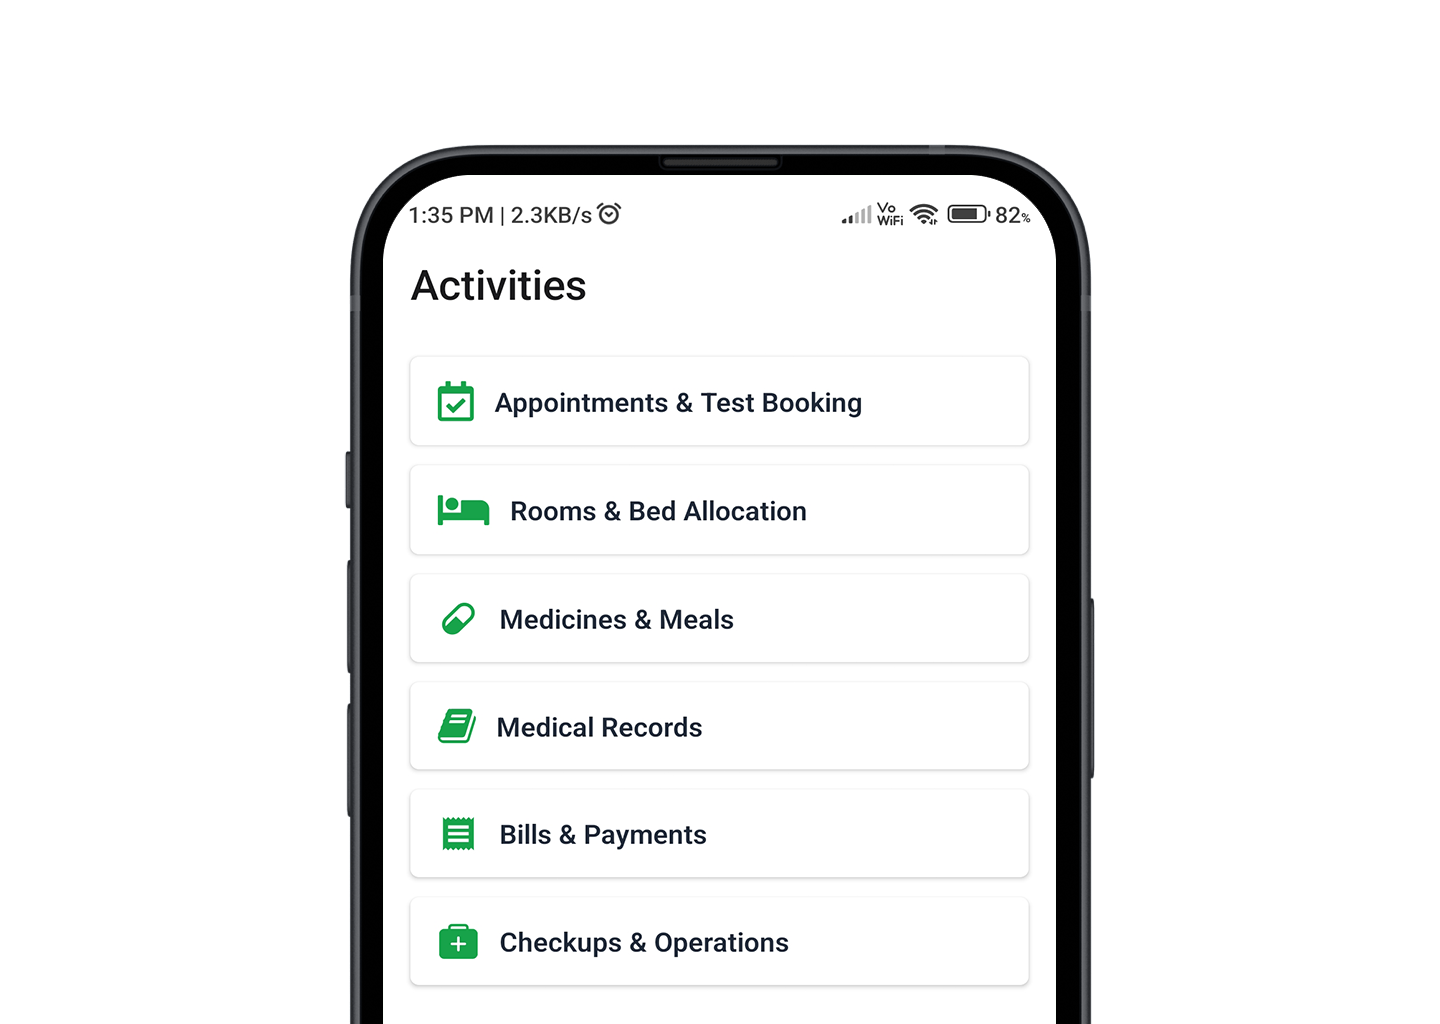 1:35 PM | 2.3KB/s Vo WiFi 82%
Activities
Appointments & Test Booking
Rooms & Bed Allocation
Medicines & Meals
Medical Records
Bills & Payments
Checkups & Operations